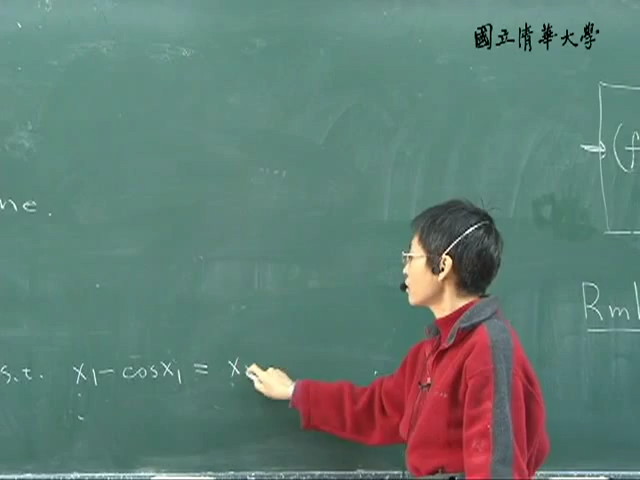 國立清華大學
(f
ne.
Rm
s.t. x₁ - cosx₁ = x